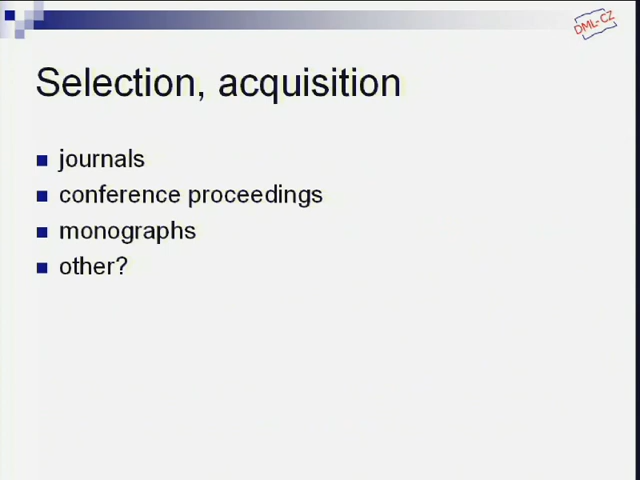 DML-CZ
Selection, acquisition
journals
conference proceedings
monographs
other?